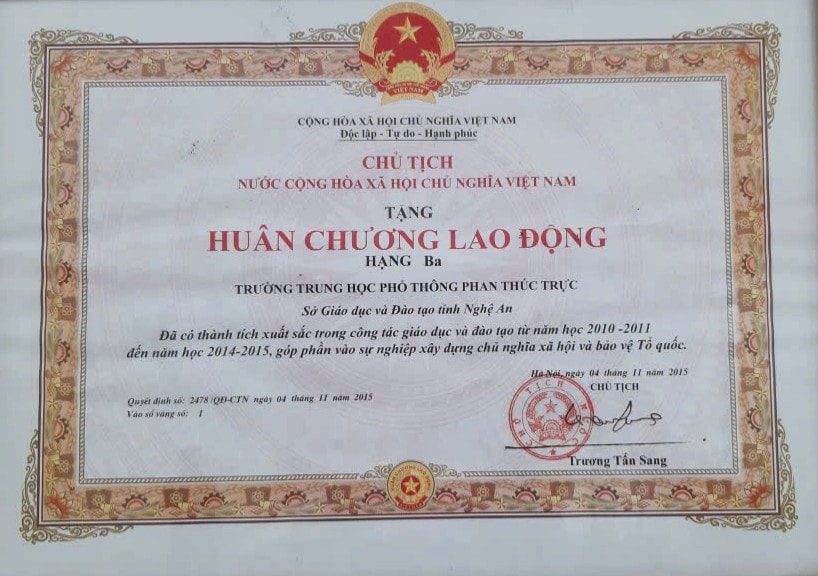 VIỆT NAM
CỘNG HÒA XÃ HỘI CHỦ NGHĨA VIỆT NAM
Độc lập - Tự do - Hạnh phúc
CHỦ TỊCH
NƯỚC CỘNG HÒA XÃ HỘI CHỦ NGHĨA VIỆT NAM
TẶNG
HUÂN CHƯƠNG LAO ĐỘNG
HẠNG Ba
TRƯỜNG TRUNG HỌC PHỔ THÔNG PHAN THÚC TRỰC
Sở Giáo dục và Đào tạo tỉnh Nghệ An
Đã có thành tích xuất sắc trong công tác giáo dục và đào tạo từ năm học 2010 -2011
đến năm học 2014-2015, góp phần vào sự nghiệp xây dựng chủ nghĩa xã hội và bảo vệ Tổ quốc.
Hà Nội, ngày 04 tháng 11 năm 2015
CHỦ TỊCH
Quyết định số: 2478 /QĐ-CTN ngày 04 tháng 11 năm 2015
Vào sổ vàng số: 1
CHỦ TỊCH NƯỚC
Trương Tấn Sang